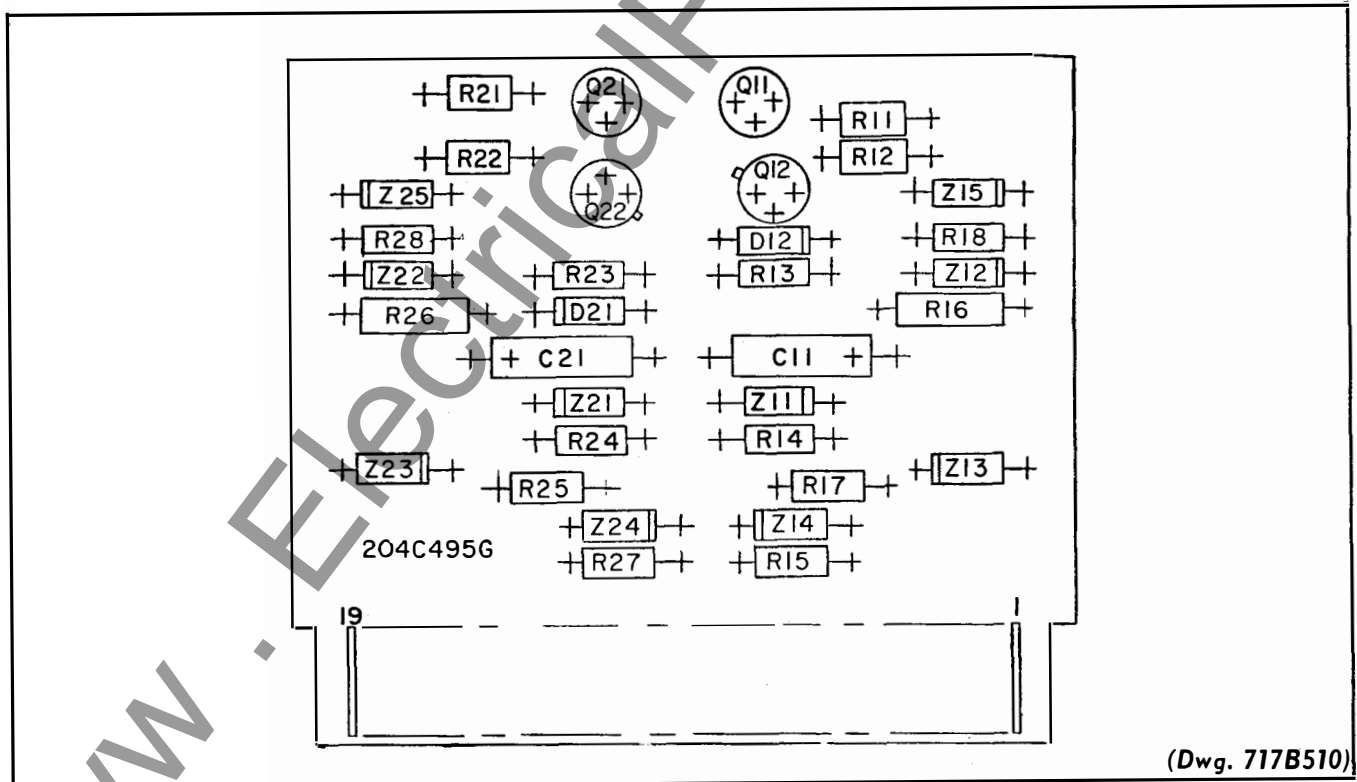 R21 Q21 Q11 R11
R22 Q22 Q12 R12
Z25 Z15
R28 D12 R18
Z22 R23 R13 Z12
R26 D21 R16
+ C21 C11 +
Z21 Z11
R24 R14
Z23 R25 R17 Z13
Z24 Z14
204C495G R27 R15
19 1
(Dwg. 717B510)
www . ElectricalP